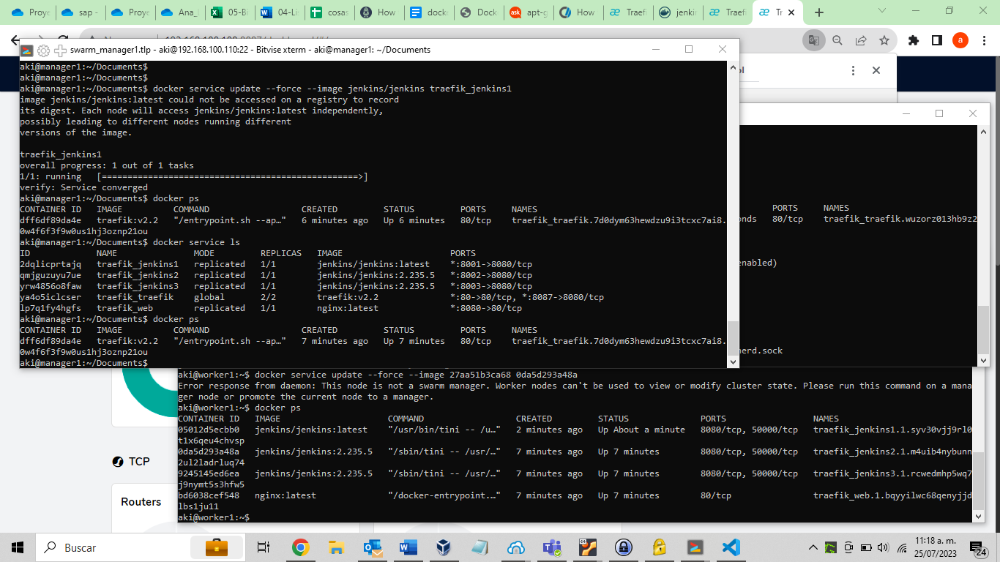 Proye
sap -
Proye
Ana_
05-Bi
04-Li
cosas
How
docke
Dock
apt-g
How
Traefi
jenkin
Traefi
Tr
a
swarm_manager1.tlp - aki@192.168.100.110:22 - Bitvise xterm - aki@manager1: ~/Documents
aki@manager1:~/Documents$
aki@manager1:~/Documents$
aki@manager1:~/Documents$ docker service update --force --image jenkins/jenkins traefik_jenkins1
image jenkins/jenkins:latest could not be accessed on a registry to record
its digest. Each node will access jenkins/jenkins:latest independently,
possibly leading to different nodes running different
versions of the image.
traefik_jenkins1
overall progress: 1 out of 1 tasks
1/1: running   [==================================================>]
verify: Service converged
aki@manager1:~/Documents$ docker ps
CONTAINER ID   IMAGE          COMMAND                  CREATED         STATUS         PORTS     NAMES
dff6df89da4e   traefik:v2.2   "/entrypoint.sh --ap…"   6 minutes ago   Up 6 minutes   80/tcp    traefik_traefik.7d0dym63hewdzu9i3tcxc7ai8.
0w4f6f3f9w0us1hj3oznp21ou
aki@manager1:~/Documents$ docker service ls
ID             NAME               MODE         REPLICAS   IMAGE                     PORTS
2dqlicprtajq   traefik_jenkins1   replicated   1/1        jenkins/jenkins:latest    *:8001->8080/tcp
qmjguzuyu7ue   traefik_jenkins2   replicated   1/1        jenkins/jenkins:2.235.5   *:8002->8080/tcp
yrw4856o8faw   traefik_jenkins3   replicated   1/1        jenkins/jenkins:2.235.5   *:8003->8080/tcp
ya4o5iclcser   traefik_traefik    global       2/2        traefik:v2.2              *:80->80/tcp, *:8087->8080/tcp
lp7q1fy4hgfs   traefik_web        replicated   1/1        nginx:latest              *:8080->80/tcp
aki@manager1:~/Documents$ docker ps
CONTAINER ID   IMAGE          COMMAND                  CREATED         STATUS         PORTS     NAMES
dff6df89da4e   traefik:v2.2   "/entrypoint.sh --ap…"   7 minutes ago   Up 7 minutes   80/tcp    traefik_traefik.7d0dym63hewdzu9i3tcxc7ai8.
0w4f6f3f9w0us1hj3oznp21ou
aki@manager1:~/Documents$
ol
PORTS     NAMES
onds   80/tcp    traefik_traefik.wuzorz013hb9z2
enabled)
nerd.sock
aki@worker1:~$ docker service update --force --image 27aa51b3ca68 0da5d293a48a
Error response from daemon: This node is not a swarm manager. Worker nodes can't be used to view or modify cluster state. Please run this command on a mana
ger node or promote the current node to a manager.
aki@worker1:~$ docker ps
CONTAINER ID   IMAGE                     COMMAND                  CREATED         STATUS              PORTS                 NAMES
05012d5ecbb0   jenkins/jenkins:latest    "/usr/bin/tini -- /u…"   2 minutes ago   Up About a minute   8080/tcp, 50000/tcp   traefik_jenkins1.1.syv30vjj9rl0
t1x6qeu4chvsp
0da5d293a48a   jenkins/jenkins:2.235.5   "/sbin/tini -- /usr/…"   7 minutes ago   Up 7 minutes        8080/tcp, 50000/tcp   traefik_jenkins2.1.m4uib4nybunn
2ul2ladrluq74
9245145ed6ea   jenkins/jenkins:2.235.5   "/sbin/tini -- /usr/…"   7 minutes ago   Up 7 minutes        8080/tcp, 50000/tcp   traefik_jenkins3.1.rcwedmhp5wq7
j9nymt5s3hfw5
bd6038cef548   nginx:latest              "/docker-entrypoint.…"   7 minutes ago   Up 7 minutes        80/tcp                traefik_web.1.bqyyilwc68qenyjjd
lbs1ju11
aki@worker1:~$
TCP
Routers
Buscar
11:18 a. m.
25/07/2023
24